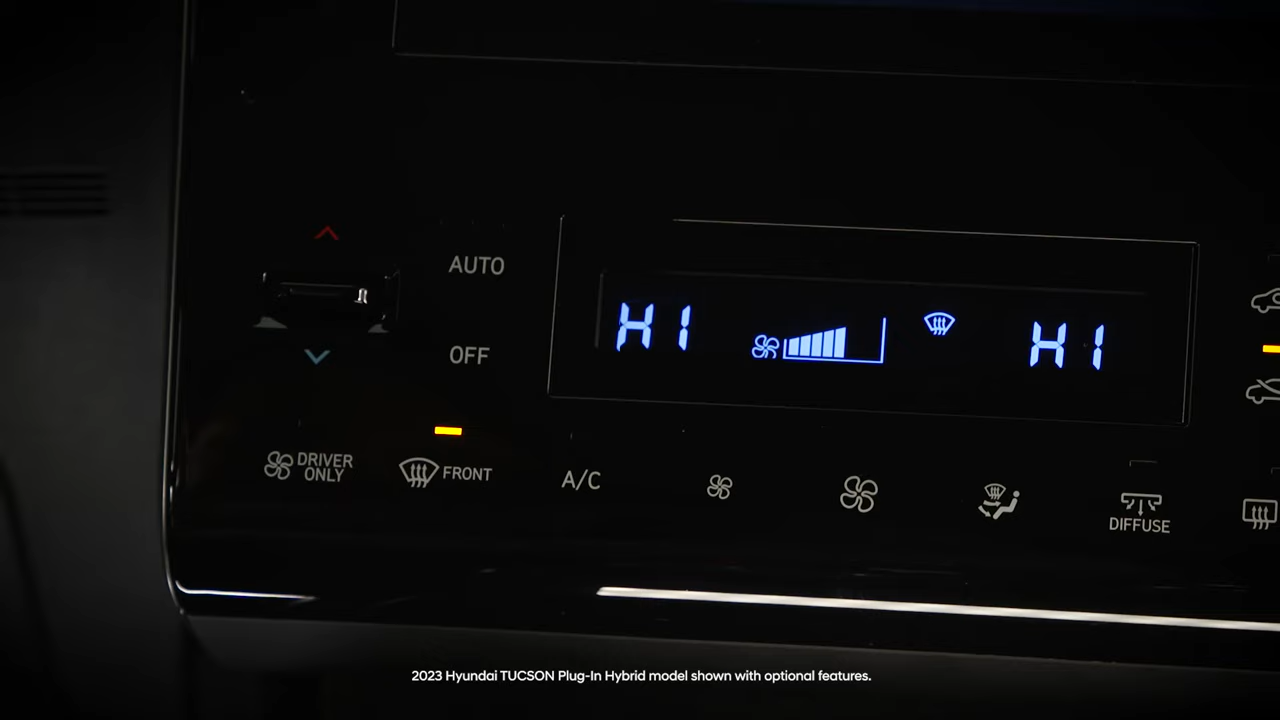 AUTO
HI
HI
OFF
DRIVER
ONLY
FRONT
A/C
DIFFUSE
2023 Hyundai TUCSON Plug-In Hybrid model shown with optional features.